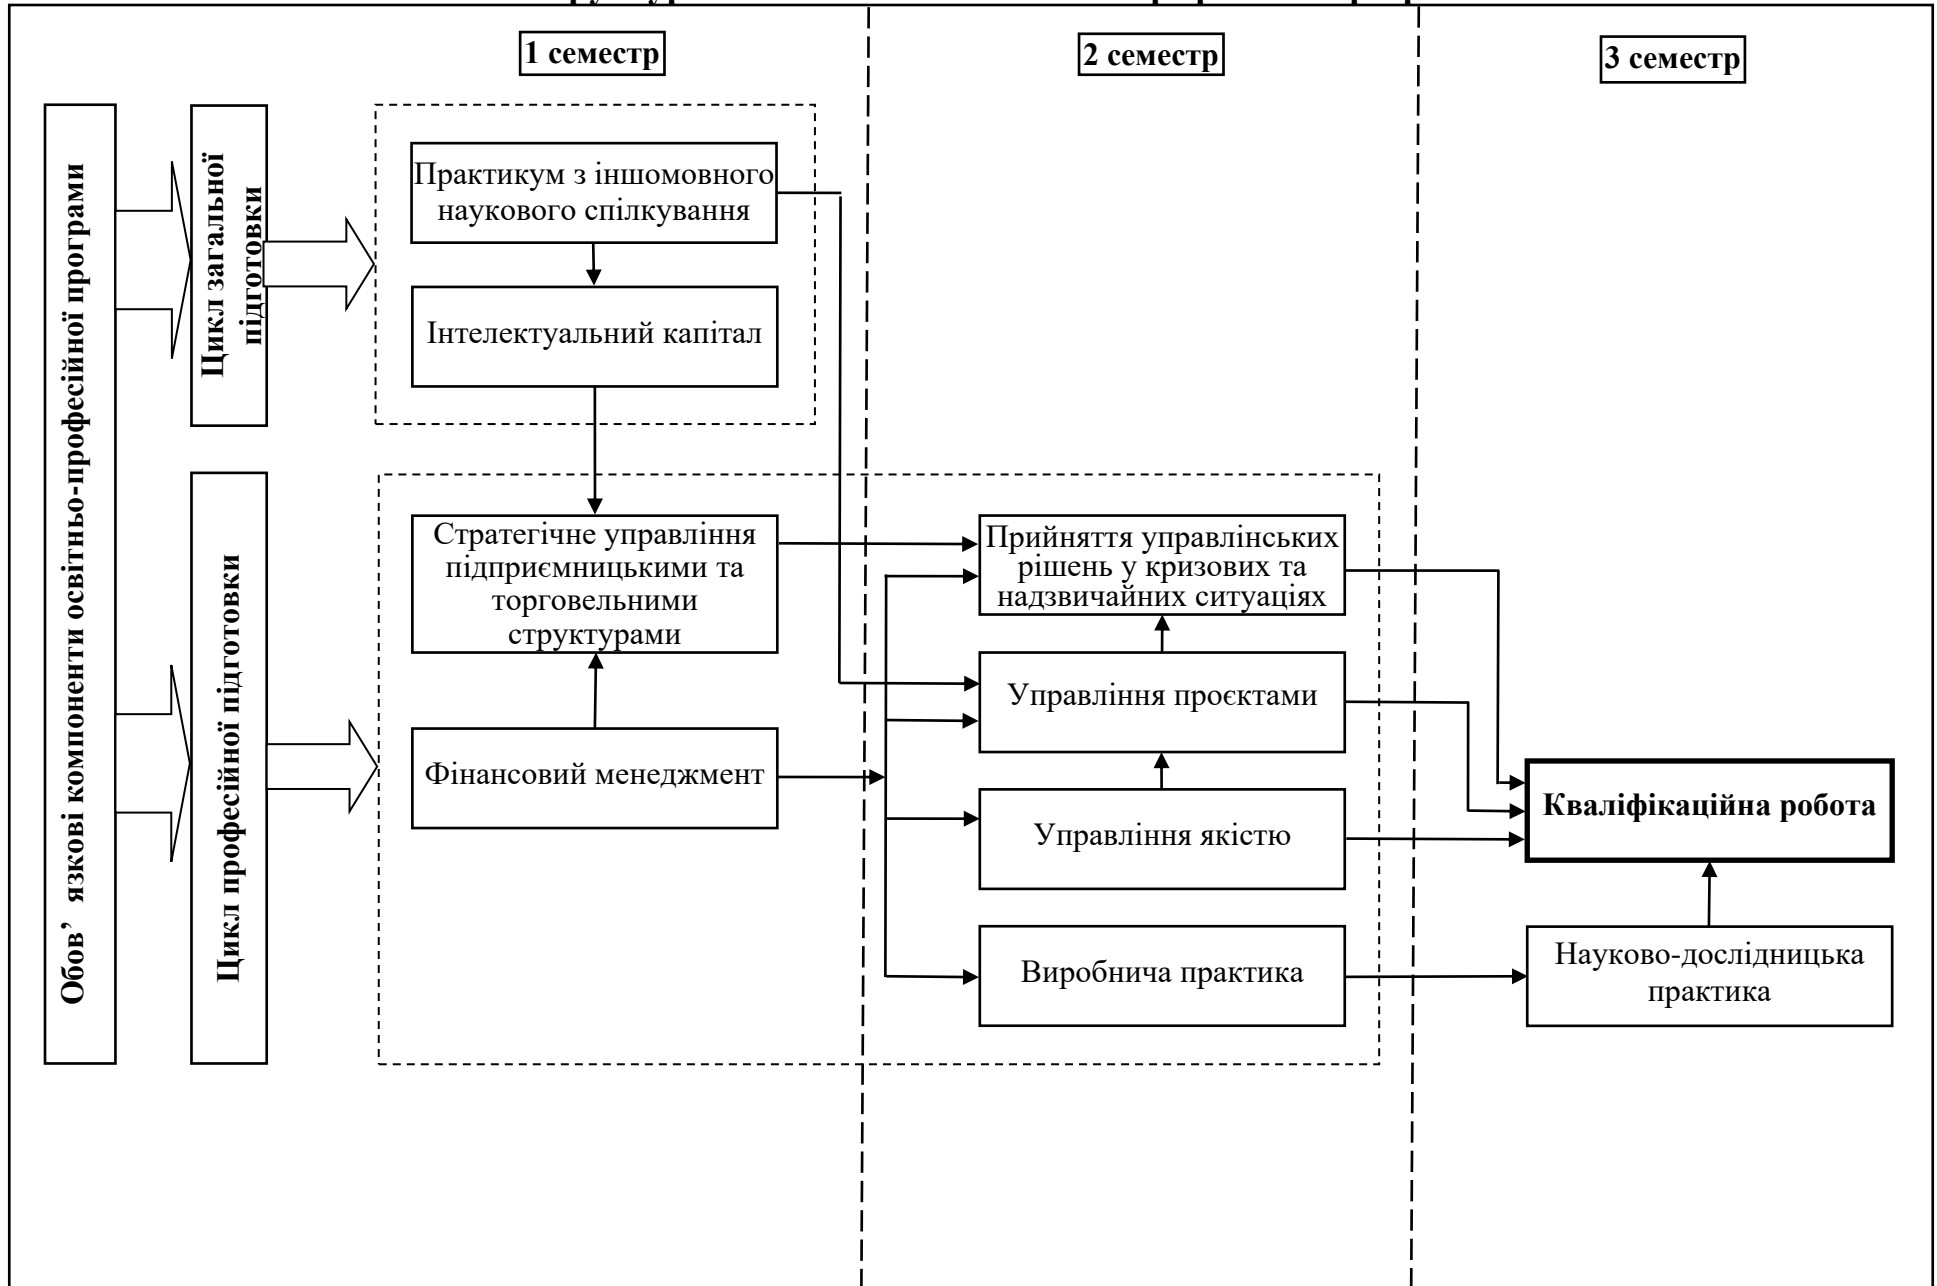 1 семестр
2 семестр
3 семестр
Обов’ язкові компоненти освітньо-професійної програми
Цикл загальної
підготовки
Практикум з іншомовного
наукового спілкування
Інтелектуальний капітал
Цикл професійної підготовки
Стратегічне управління
підприємницькими та
торговельними
структурами
Фінансовий менеджмент
Прийняття управлінських
рішень у кризових та
надзвичайних ситуаціях
Управління проєктами
Управління якістю
Виробнича практика
Кваліфікаційна робота
Науково-дослідницька
практика